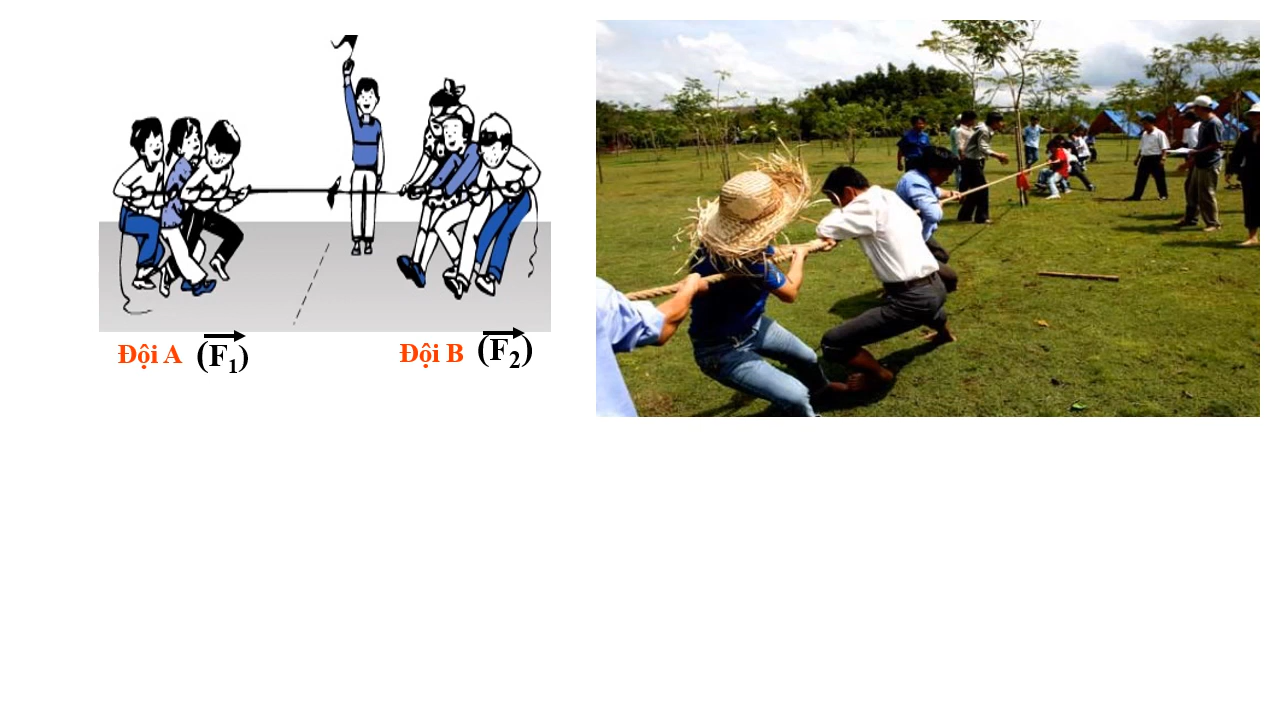 Đội A (F₁)
Đội B (F₂)